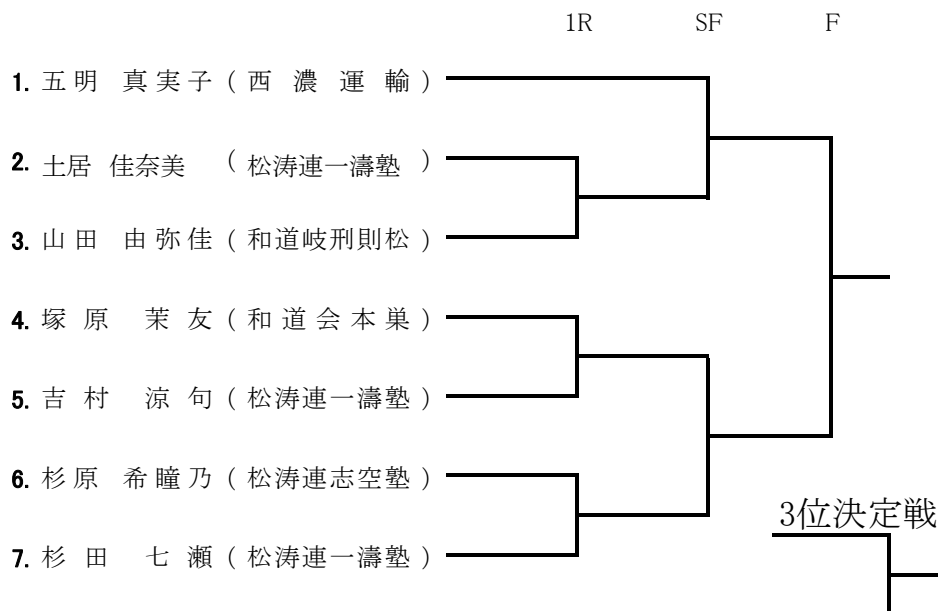 1R SF F
1. 五明 真実子 (西濃運輸)
2. 土居 佳奈美 (松涛連一濤塾)
3. 山田 由弥佳 (和道岐刑則松)
4. 塚原 茉友 (和道会本巣)
5. 吉村 涼句 (松涛連一濤塾)
6. 杉原 希瞳乃 (松涛連志空塾)
7. 杉田 七瀬 (松涛連一濤塾)
3位決定戦